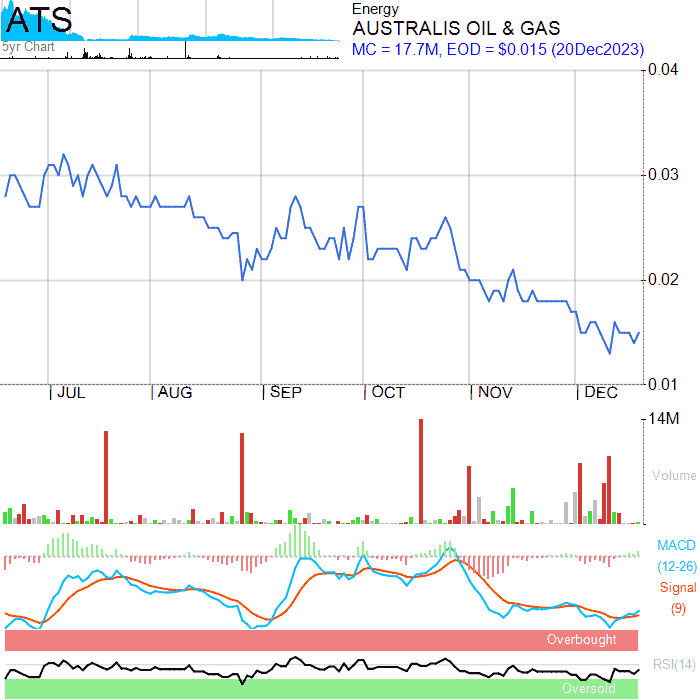 ATS
5yr Chart
Energy
AUSTRALIS OIL & GAS
MC = 17.7M, EOD = $0.015 (20Dec2023)
0.04
0.03
0.02
0.01
JUL AUG SEP OCT NOV DEC
14M
Volume
MACD
(12-26)
Signal
(9)
Overbought
RSI(14)
Oversold